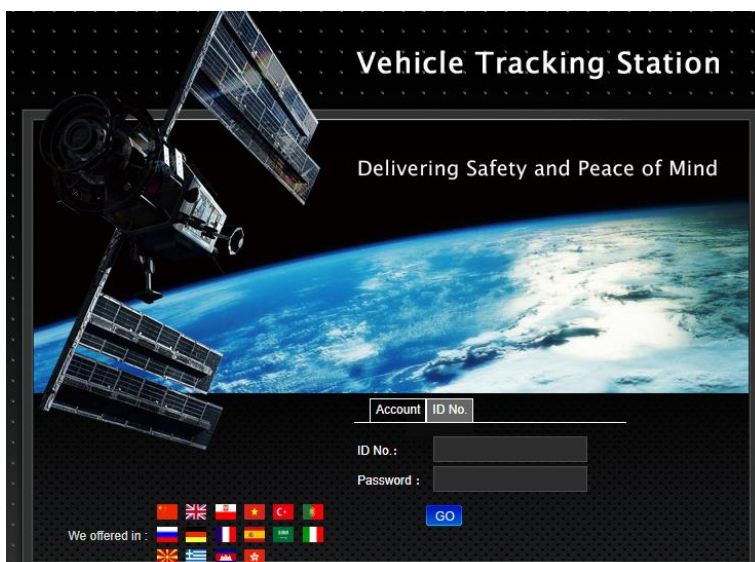 Vehicle Tracking Station
Delivering Safety and Peace of Mind
Account ID No.
ID No. :
Password :
GO
We offered in :